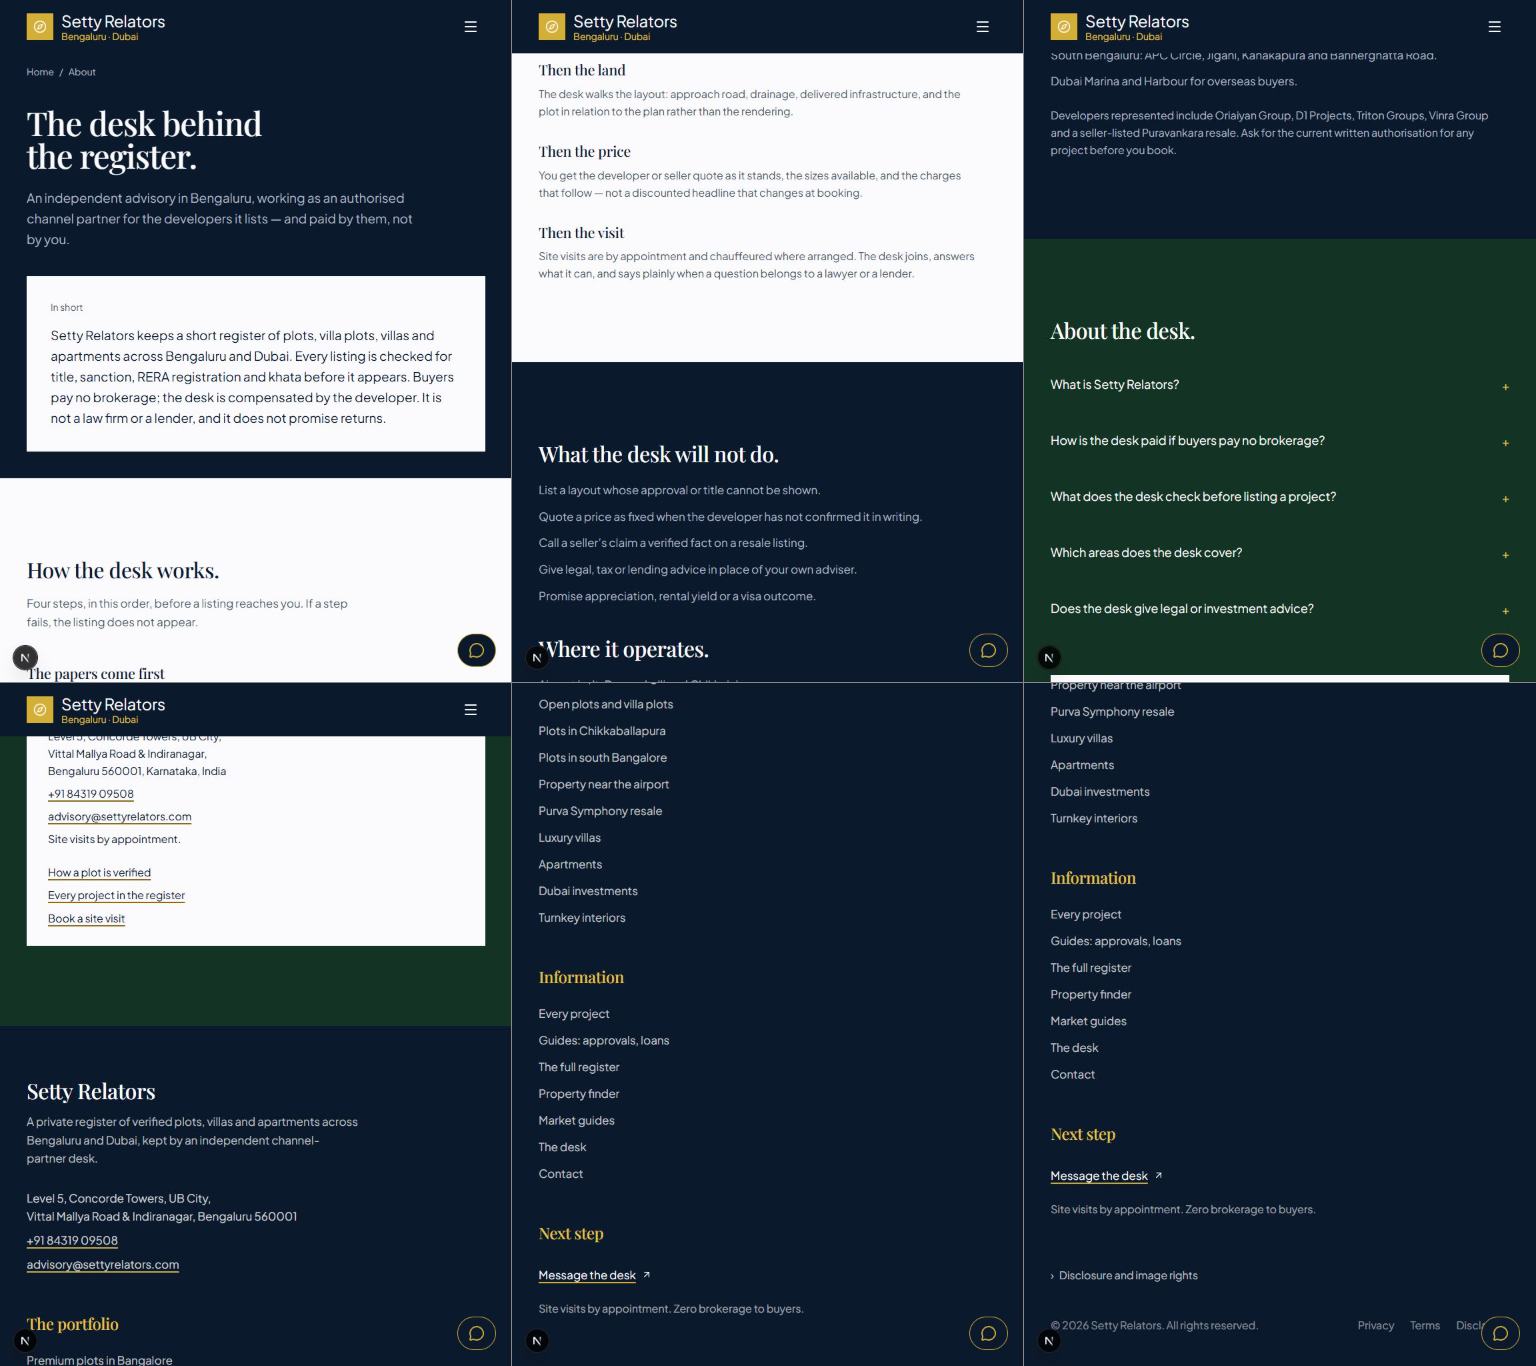 Setty Relators
Bengaluru · Dubai
Home / About
The desk behind
the register.
An independent advisory in Bengaluru, working as an authorised
channel partner for the developers it lists — and paid by them, not
by you.
In short
Setty Relators keeps a short register of plots, villa plots, villas and
apartments across Bengaluru and Dubai. Every listing is checked for
title, sanction, RERA registration and khata before it appears. Buyers
pay no brokerage; the desk is compensated by the developer. It is
not a law firm or a lender, and it does not promise returns.
How the desk works.
Four steps, in this order, before a listing reaches you. If a step
fails, the listing does not appear.
N
The papers come first
Setty Relators
Bengaluru · Dubai
Then the land
The desk walks the layout: approach road, drainage, delivered infrastructure, and the
plot in relation to the plan rather than the rendering.
Then the price
You get the developer or seller quote as it stands, the sizes available, and the charges
that follow — not a discounted headline that changes at booking.
Then the visit
Site visits are by appointment and chauffeured where arranged. The desk joins, answers
what it can, and says plainly when a question belongs to a lawyer or a lender.
What the desk will not do.
List a layout whose approval or title cannot be shown.
Quote a price as fixed when the developer has not confirmed it in writing.
Call a seller's claim a verified fact on a resale listing.
Give legal, tax or lending advice in place of your own adviser.
Promise appreciation, rental yield or a visa outcome.
Where it operates.
N
Setty Relators
Bengaluru · Dubai
South Bengaluru: APC Circle, Jigani, Kanakapura and Bannerghatta Road.
Dubai Marina and Harbour for overseas buyers.
Developers represented include Oriaiyan Group, D1 Projects, Triton Groups, Vinra Group
and a seller-listed Puravankara resale. Ask for the current written authorisation for any
project before you book.
About the desk.
What is Setty Relators? +
How is the desk paid if buyers pay no brokerage? +
What does the desk check before listing a project? +
Which areas does the desk cover? +
Does the desk give legal or investment advice? +
N
Setty Relators
Bengaluru · Dubai
Level 5, Concorde Towers, UB City,
Vittal Mallya Road & Indiranagar,
Bengaluru 560001, Karnataka, India
+91 84319 09508
advisory@settyrelators.com
Site visits by appointment.
How a plot is verified
Every project in the register
Book a site visit
Setty Relators
A private register of verified plots, villas and apartments across
Bengaluru and Dubai, kept by an independent channel-
partner desk.
Level 5, Concorde Towers, UB City,
Vittal Mallya Road & Indiranagar, Bengaluru 560001
+91 84319 09508
advisory@settyrelators.com
The portfolio
N
Premium plots in Bangalore
Open plots and villa plots
Plots in Chikkaballapura
Plots in south Bangalore
Property near the airport
Purva Symphony resale
Luxury villas
Apartments
Dubai investments
Turnkey interiors
Information
Every project
Guides: approvals, loans
The full register
Property finder
Market guides
The desk
Contact
Next step
Message the desk ↗
Site visits by appointment. Zero brokerage to buyers.
N
Property near the airport
Purva Symphony resale
Luxury villas
Apartments
Dubai investments
Turnkey interiors
Information
Every project
Guides: approvals, loans
The full register
Property finder
Market guides
The desk
Contact
Next step
Message the desk ↗
Site visits by appointment. Zero brokerage to buyers.
› Disclosure and image rights
© 2026 Setty Relators. All rights reserved. Privacy Terms
N